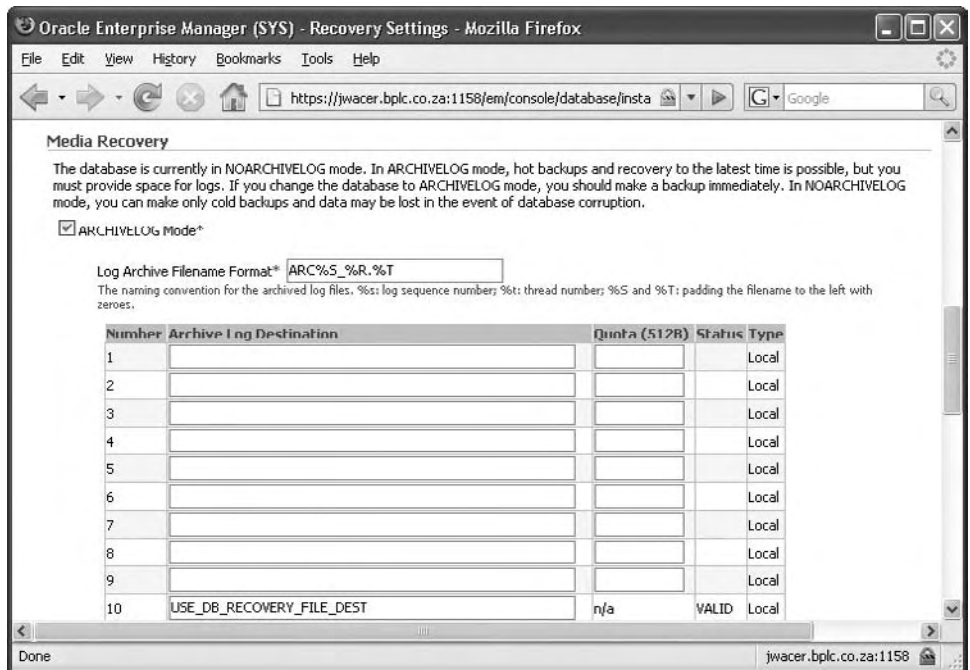 Oracle Enterprise Manager (SYS) - Recovery Settings - Mozilla Firefox
File Edit View History Bookmarks Tools Help
https://jwacer.bplc.co.za:1158/em/console/database/insta G Google
Media Recovery
The database is currently in NOARCHIVELOG mode. In ARCHIVELOG mode, hot backups and recovery to the latest time is possible, but you
must provide space for logs. If you change the database to ARCHIVELOG mode, you should make a backup immediately. In NOARCHIVELOG
mode, you can make only cold backups and data may be lost in the event of database corruption.
ARCHIVELOG Mode*
Log Archive Filename Format* ARC%S_%R.%T
The naming convention for the archived log files. %s: log sequence number; %t: thread number; %S and %T: padding the filename to the left with
zeroes.
Number Archive Log Destination Quota (512B) Status Type
1 Local
2 Local
3 Local
4 Local
5 Local
6 Local
7 Local
8 Local
9 Local
10 USE_DB_RECOVERY_FILE_DEST n/a VALID Local
Done jwacer.bplc.co.za:1158